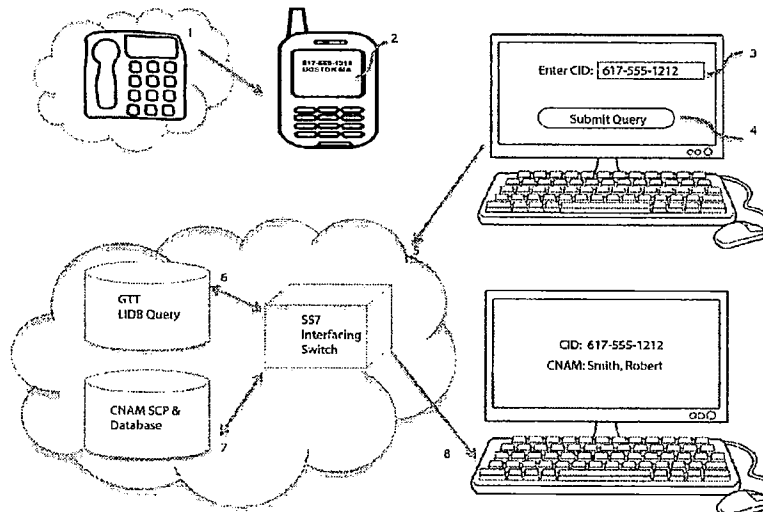 1
2
617-555-1212
BOSTON MA
Enter CID: 617-555-1212
3
Submit Query
4
5
6
GTT
LIDB Query
SS7
Interfacing
Switch
CNAM SCP &
Database
7
CID: 617-555-1212
CNAM: Smith, Robert
8